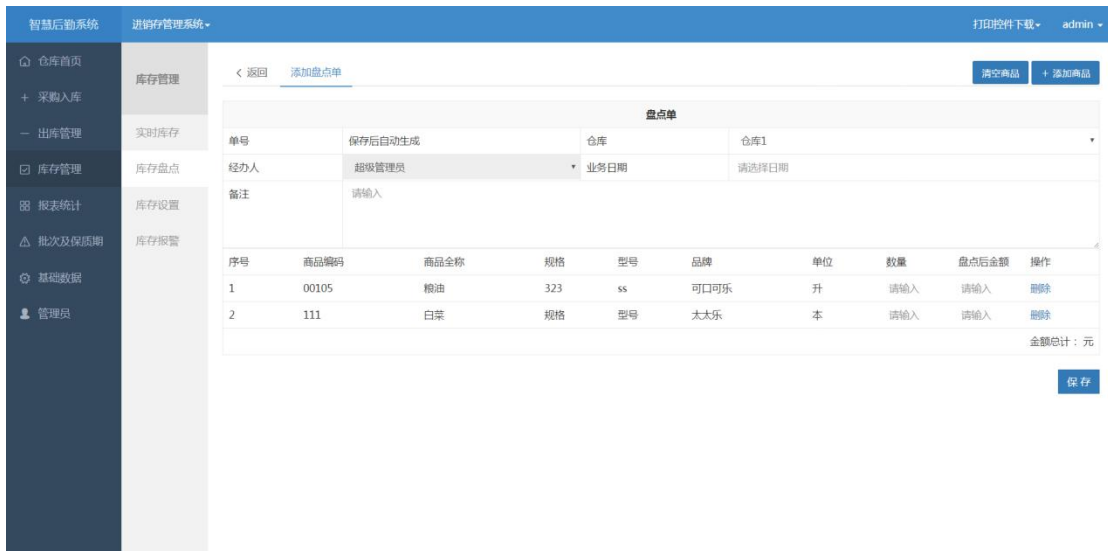 智慧后勤系统 进销存管理系统 打印控件下载 admin
仓库首页
采购入库
出库管理
库存管理
报表统计
批次及保质期
基础数据
管理员
库存管理
实时库存
库存盘点
库存设置
库存报警
< 返回 添加盘点单 清空商品 + 添加商品
盘点单
单号 保存后自动生成 仓库 仓库1
经办人 超级管理员 业务日期 请选择日期
备注 请输入
序号 商品编码 商品全称 规格 型号 品牌 单位 数量 盘点后金额 操作
1 00105 粮油 323 ss 可口可乐 升 请输入 请输入 删除
2 111 白菜 规格 型号 太太乐 本 请输入 请输入 删除
金额总计： 元
保 存